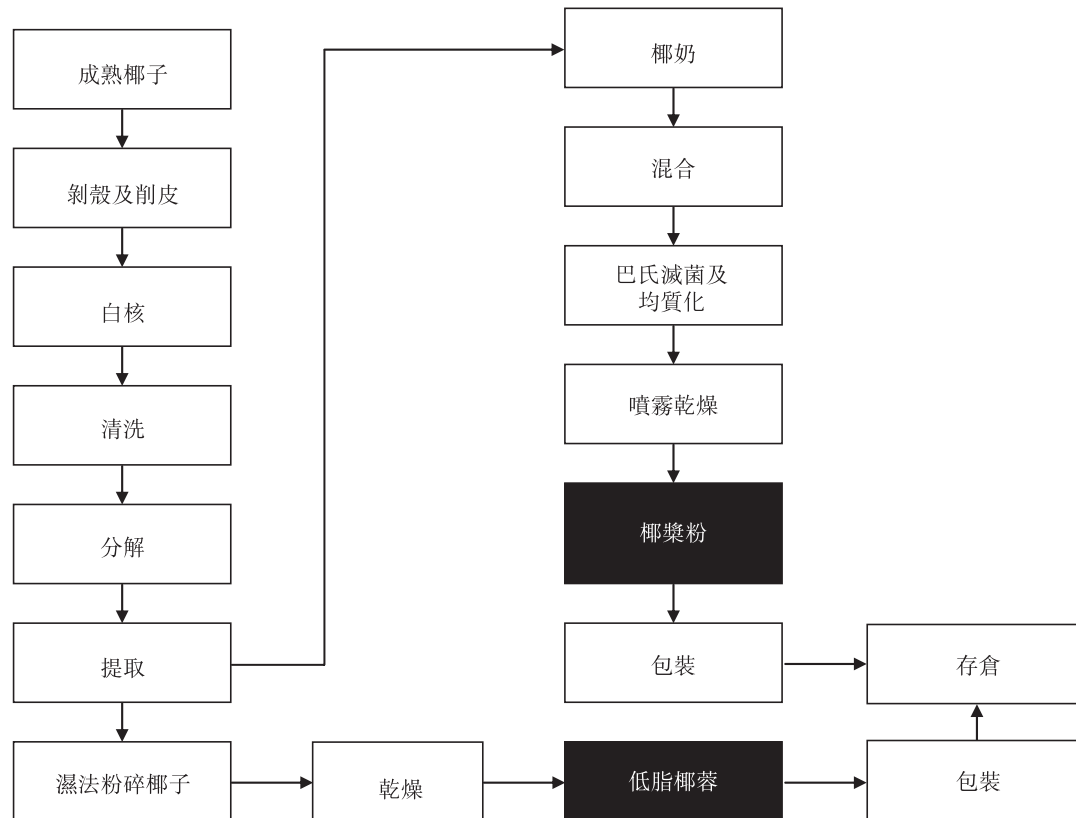 成熟椰子
剝殼及削皮
白核
清洗
分解
提取
濕法粉碎椰子
乾燥
低脂椰蓉
包裝
存倉
椰奶
混合
巴氏滅菌及
均質化
噴霧乾燥
椰漿粉
包裝